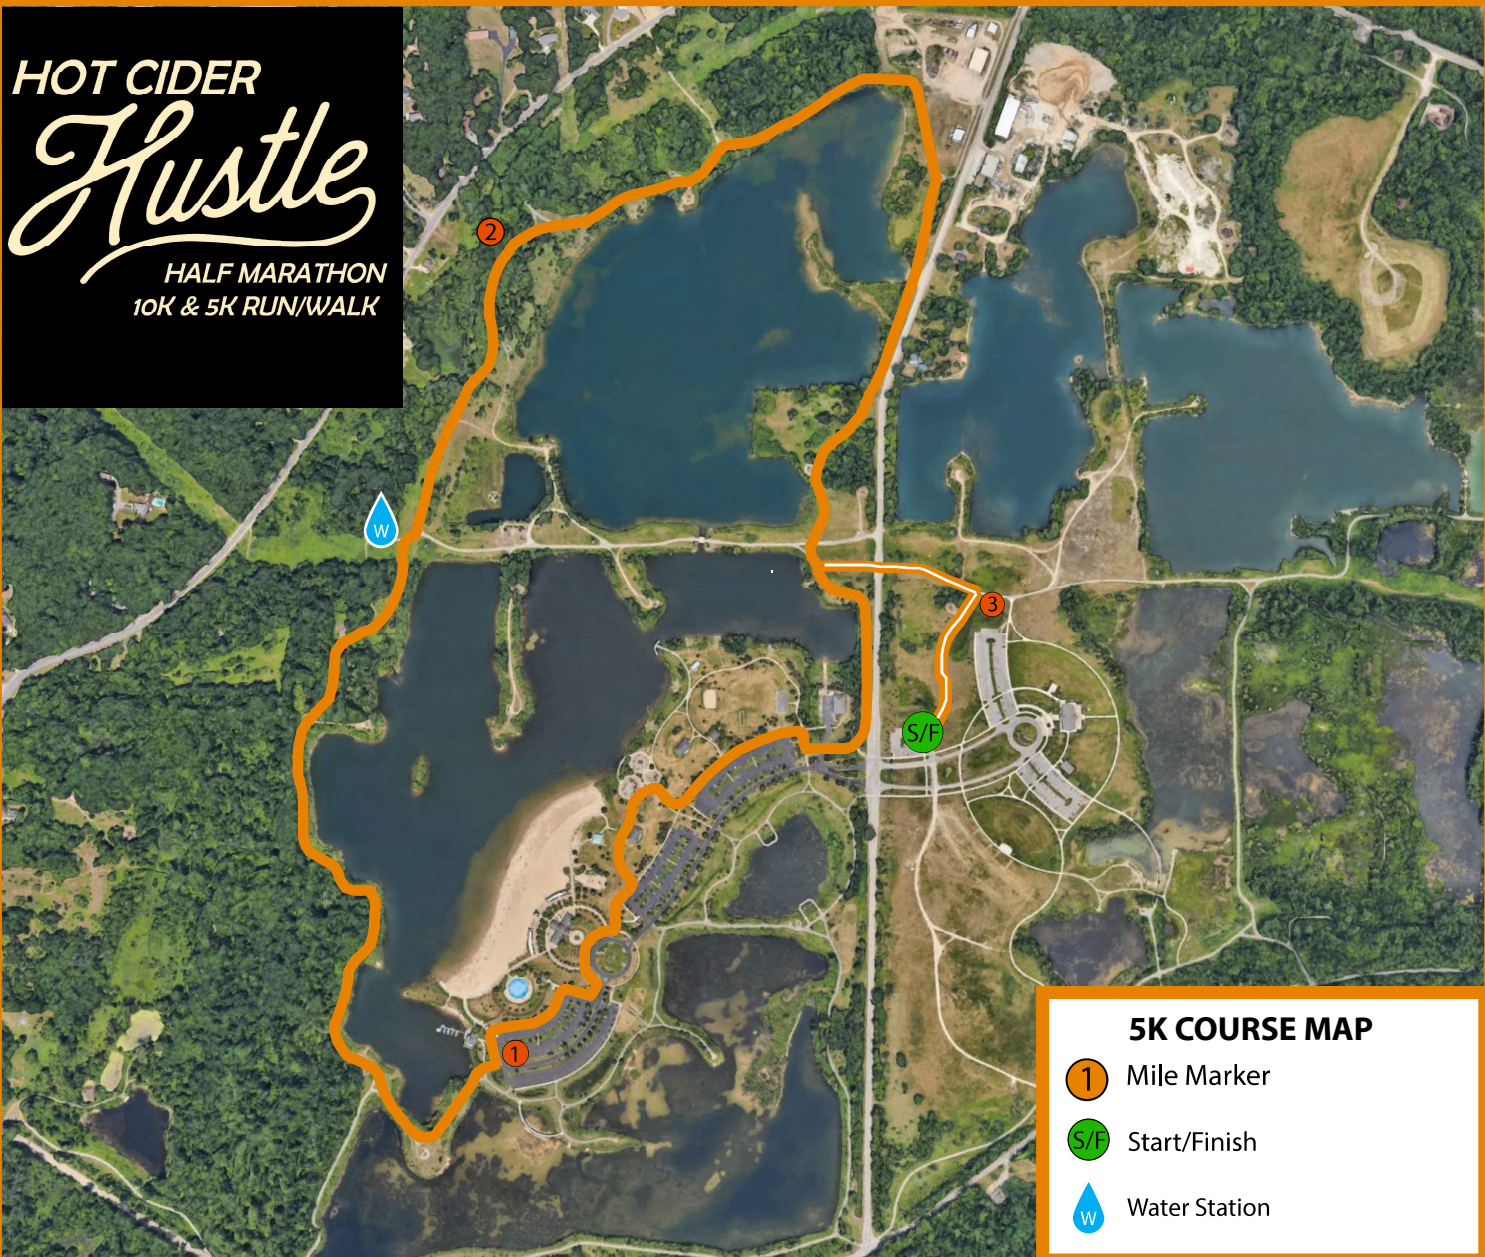 HOT CIDER
Hustle
HALF MARATHON
10K & 5K RUN/WALK
2
W
3
S/F
1
5K COURSE MAP
1 Mile Marker
S/F Start/Finish
W Water Station